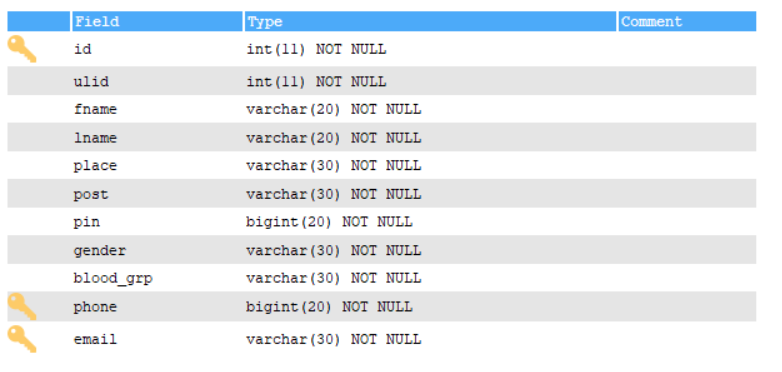 Field Type Comment
id int(11) NOT NULL
ulid int(11) NOT NULL
fname varchar(20) NOT NULL
lname varchar(20) NOT NULL
place varchar(30) NOT NULL
post varchar(30) NOT NULL
pin bigint(20) NOT NULL
gender varchar(30) NOT NULL
blood_grp varchar(30) NOT NULL
phone bigint(20) NOT NULL
email varchar(30) NOT NULL